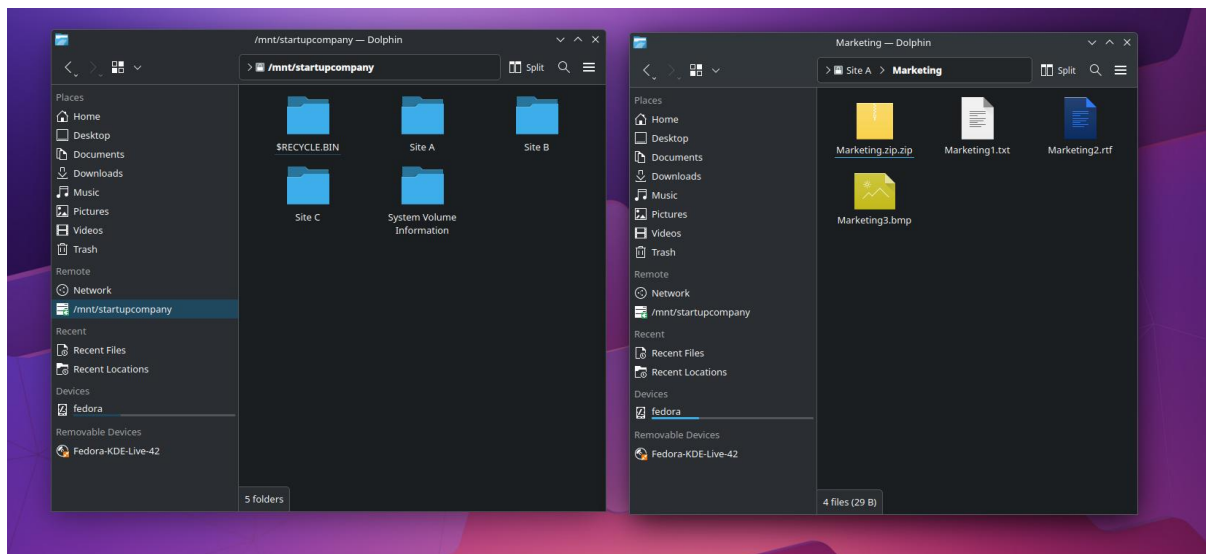 /mnt/startupcompany — Dolphin
> /mnt/startupcompany
Split
Places
Home
Desktop
Documents
Downloads
Music
Pictures
Videos
Trash
Remote
Network
/mnt/startupcompany
Recent
Recent Files
Recent Locations
Devices
fedora
Removable Devices
Fedora-KDE-Live-42
$RECYCLE.BIN
Site A
Site B
Site C
System Volume
Information
5 folders
Marketing — Dolphin
> Site A > Marketing
Split
Places
Home
Desktop
Documents
Downloads
Music
Pictures
Videos
Trash
Remote
Network
/mnt/startupcompany
Recent
Recent Files
Recent Locations
Devices
fedora
Removable Devices
Fedora-KDE-Live-42
Marketing.zip.zip
Marketing1.txt
Marketing2.rtf
Marketing3.bmp
4 files (29 B)